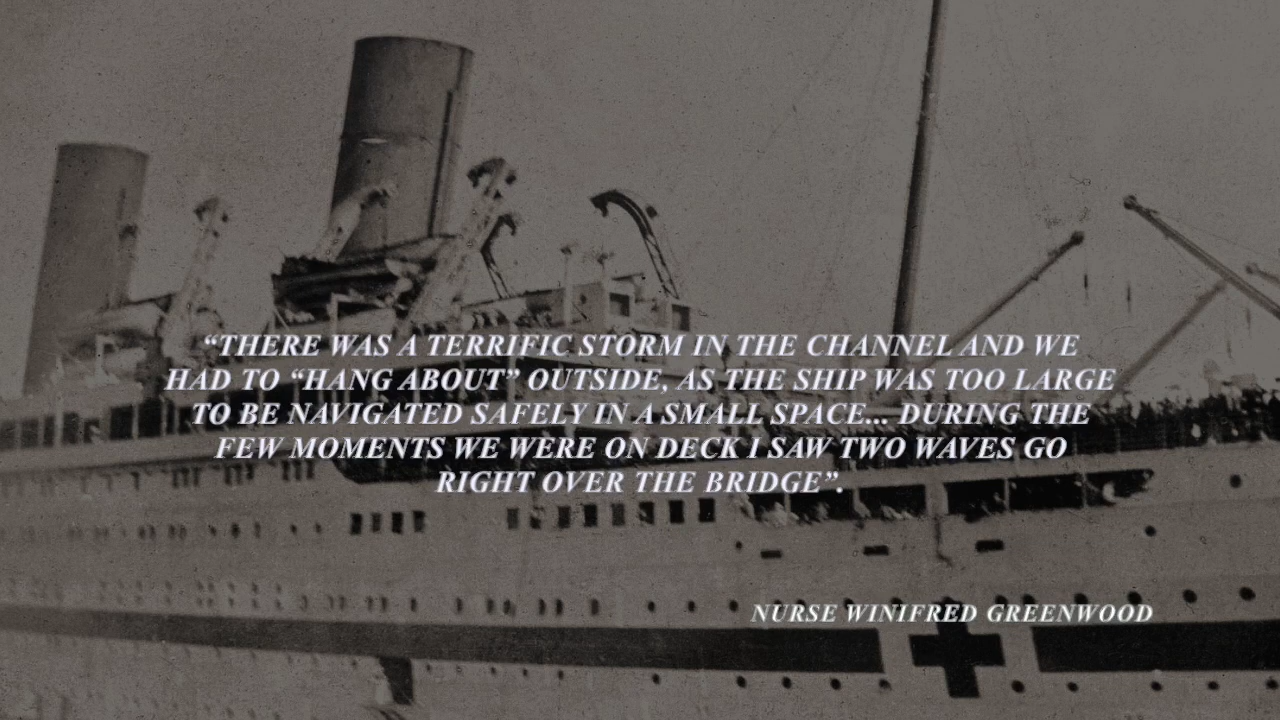 “THERE WAS A TERRIFIC STORM IN THE CHANNEL AND WE
HAD TO “HANG ABOUT” OUTSIDE, AS THE SHIP WAS TOO LARGE
TO BE NAVIGATED SAFELY IN A SMALL SPACE... DURING THE
FEW MOMENTS WE WERE ON DECK I SAW TWO WAVES GO
RIGHT OVER THE BRIDGE”.
NURSE WINIFRED GREENWOOD